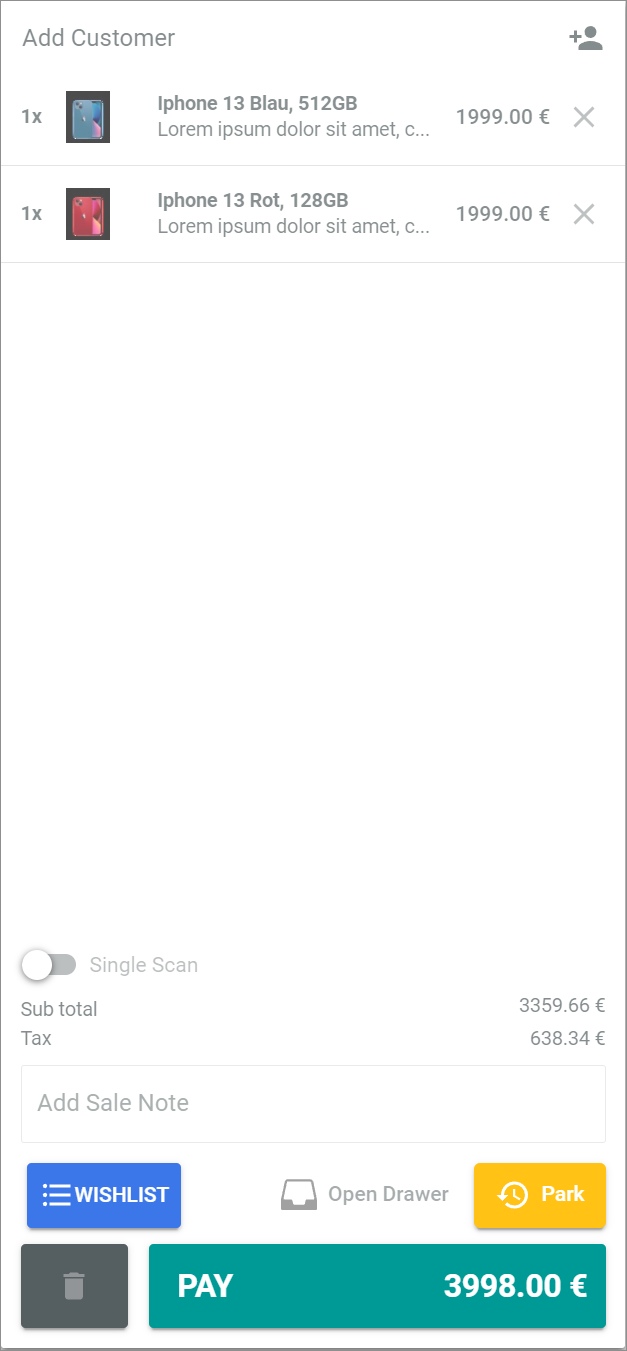 Add Customer
1x
Iphone 13 Blau, 512GB
Lorem ipsum dolor sit amet, c...
1999.00 €
1x
Iphone 13 Rot, 128GB
Lorem ipsum dolor sit amet, c...
1999.00 €
Single Scan
Sub total 3359.66 €
Tax 638.34 €
Add Sale Note
WISHLIST Open Drawer Park
PAY 3998.00 €